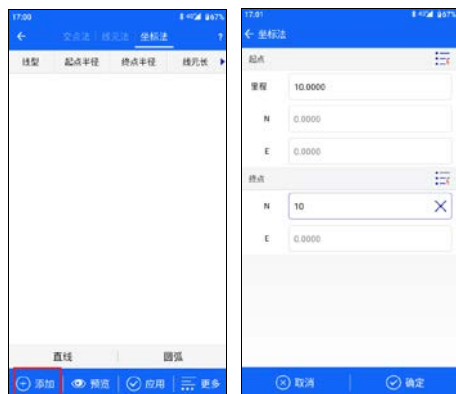 17:00
67%
交点法 | 线元法 | 坐标法 ?
线型 起点半径 终点半径 线元长
直线 圆弧
添加 预览 应用 更多
17:01
67%
坐标法
起点
里程 10.0000
N 0.0000
E 0.0000
终点
N 10
E 0.0000
取消 确定